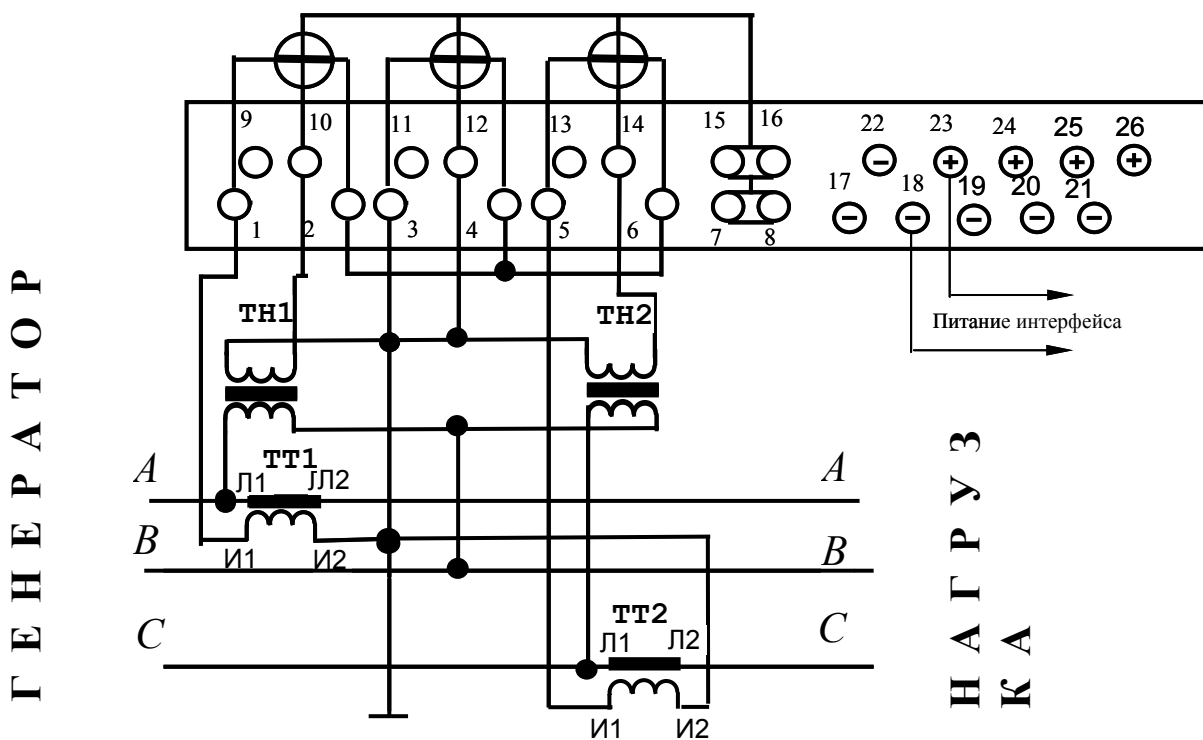 9 10 11 12 13 14 15 16 22 23 24 25 26
17 18 19 20 21
1 2 3 4 5 6 7 8
ГЕНЕРАТОР
ТН1 ТН2
Питание интерфейса
ТТ1
Л1 Л2
A A
И1 И2
B B
ТТ2
Л1 Л2
C C
И1 И2
НАГРУЗ
КА